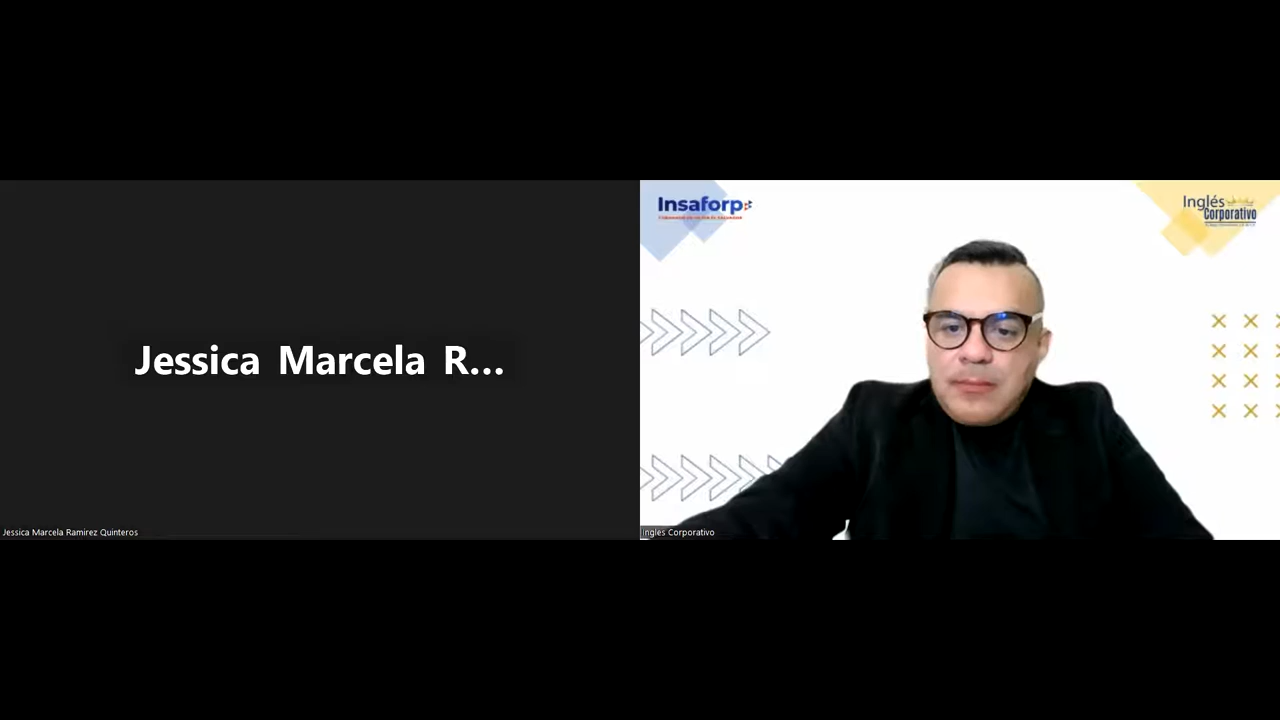 Jessica Marcela R...
Jessica Marcela Ramirez Quinteros
Insaforp
Inglés
Corporativo
Ingles Corporativo